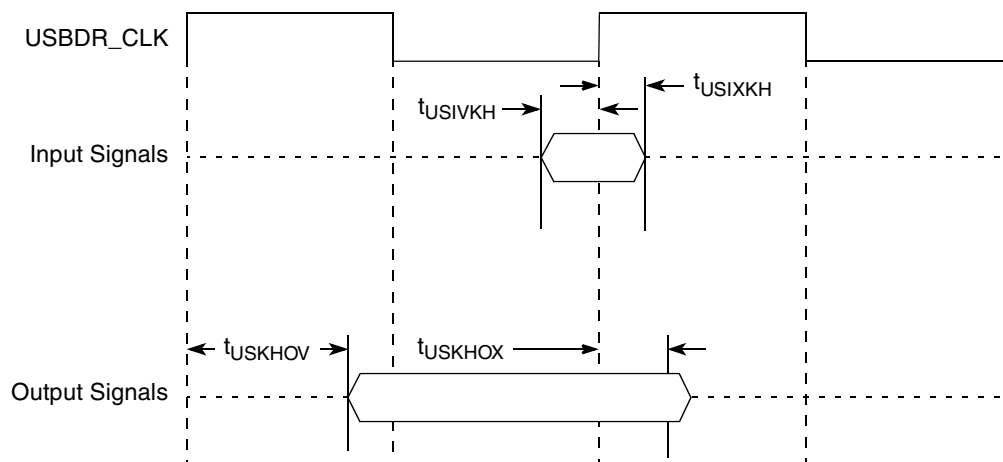 USBDR_CLK
tUSIXKH
tUSIVKH
Input Signals
tUSKHOV
tUSKHOX
Output Signals